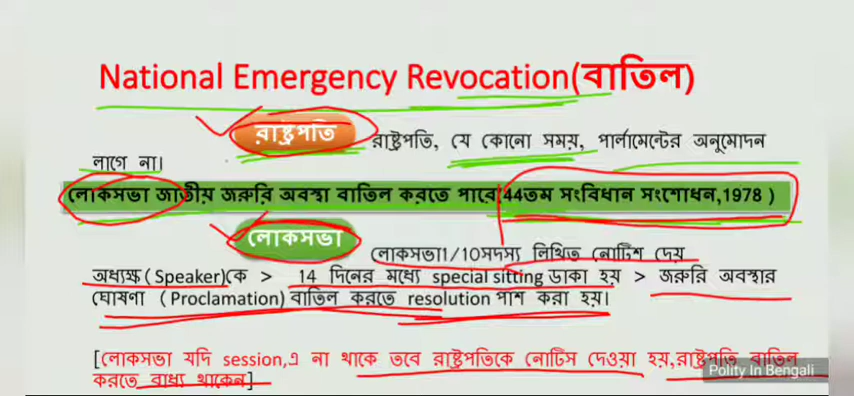 National Emergency Revocation(বাতিল)
রাষ্ট্রপতি
রাষ্ট্রপতি, যে কোনো সময়, পার্লামেন্টের অনুমোদন
লাগে না।
লোকসভা জাতীয় জরুরি অবস্থা বাতিল করতে পারে(44তম সংবিধান সংশোধন,1978 )
লোকসভা
লোকসভা1/10সদস্য লিখিত নোটিশ দেয়
অধ্যক্ষ(Speaker)কে > 14 দিনের মধ্যে special sitting ডাকা হয় > জরুরি অবস্থার
ঘোষণা (Proclamation) বাতিল করতে resolution পাশ করা হয়।
[লোকসভা যদি session,এ না থাকে তবে রাষ্ট্রপতিকে নোটিস দেওয়া হয়,রাষ্ট্রপতি বাতিল
করতে বাধ্য থাকেন]
Polity In Bengali